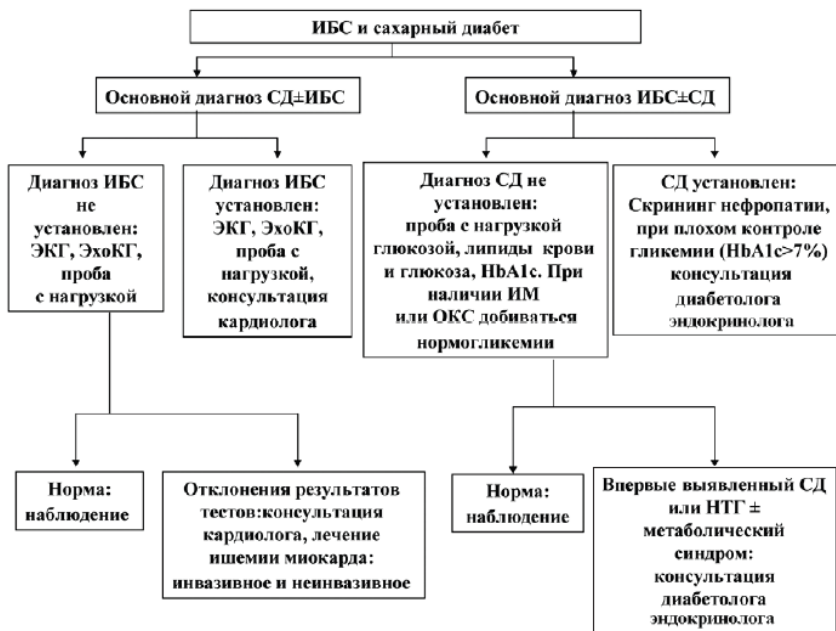 ИБС и сахарный диабет
Основной диагноз СД±ИБС
Основной диагноз ИБС±СД
Диагноз ИБС
не
установлен:
ЭКГ, ЭхоКГ,
проба
с нагрузкой
Диагноз ИБС
установлен:
ЭКГ, ЭхоКГ,
проба с
нагрузкой,
консультация
кардиолога
Диагноз СД не
установлен:
проба с нагрузкой
глюкозой, липиды крови
и глюкоза, HbA1c. При
наличии ИМ
или ОКС добиваться
нормогликемии
СД установлен:
Скрининг нефропатии,
при плохом контроле
гликемии (HbA1c>7%)
консультация
диабетолога
эндокринолога
Норма:
наблюдение
Отклонения результатов
тестов:консультация
кардиолога, лечение
ишемии миокарда:
инвазивное и неинвазивное
Норма:
наблюдение
Впервые выявленный СД
или НТГ ±
метаболический
синдром:
консультация
диабетолога
эндокринолога